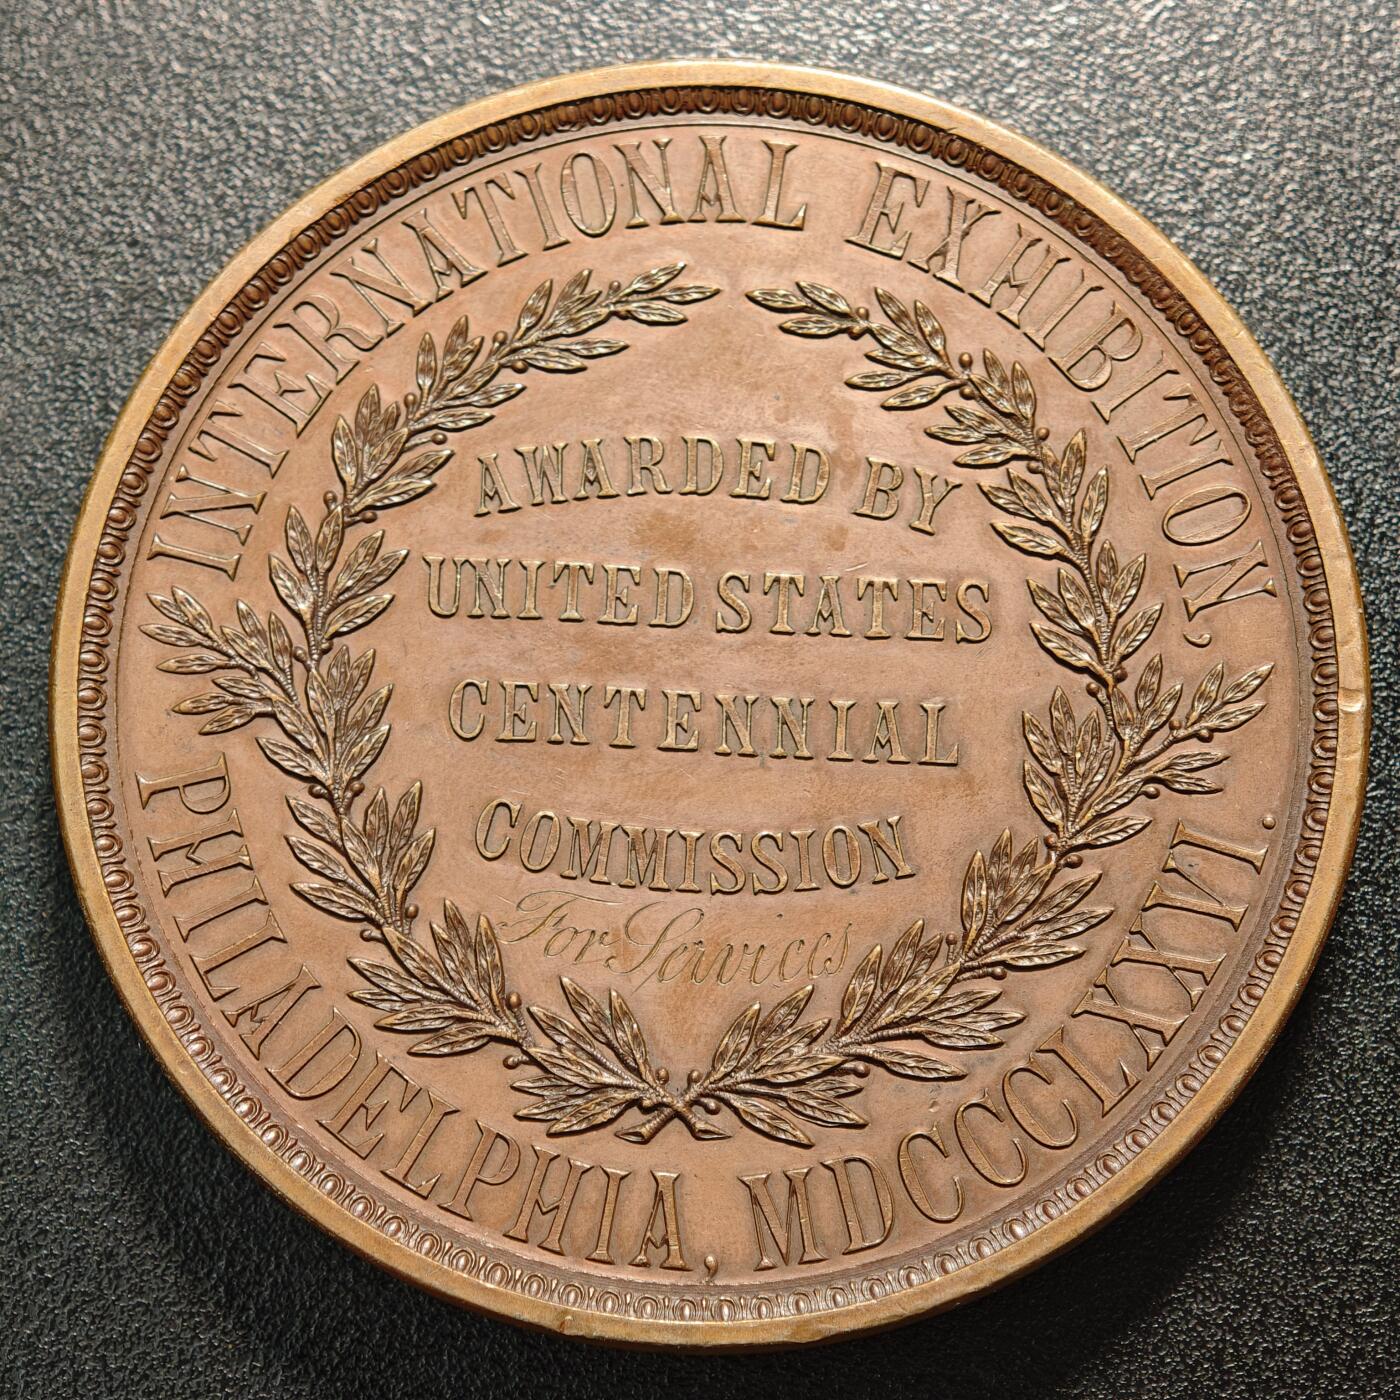 INTERNATIONAL EXHIBITION,
PHILADELPHIA, MDCCCLXXVI.
AWARDED BY
UNITED STATES
CENTENNIAL
COMMISSION
For Services